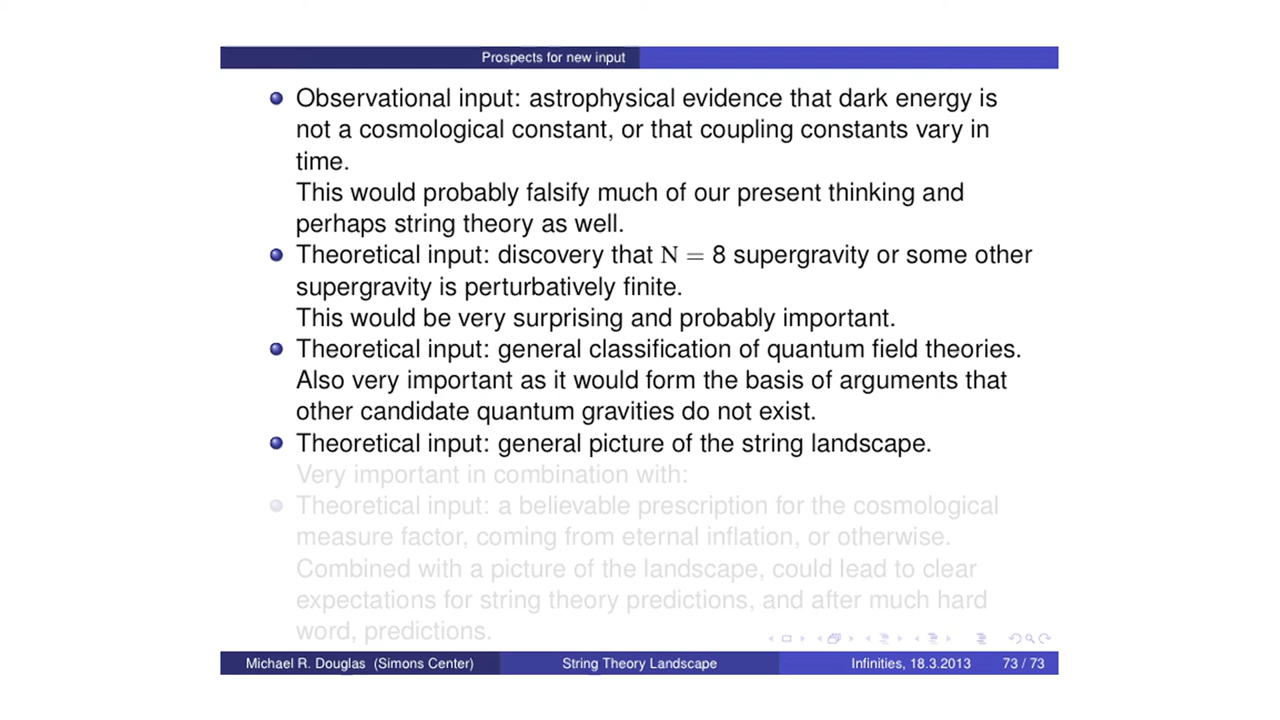 Prospects for new input
Observational input: astrophysical evidence that dark energy is
not a cosmological constant, or that coupling constants vary in
time.
This would probably falsify much of our present thinking and
perhaps string theory as well.
Theoretical input: discovery that N = 8 supergravity or some other
supergravity is perturbatively finite.
This would be very surprising and probably important.
Theoretical input: general classification of quantum field theories.
Also very important as it would form the basis of arguments that
other candidate quantum gravities do not exist.
Theoretical input: general picture of the string landscape.
Very important in combination with:
Theoretical input: a believable prescription for the cosmological
measure factor, coming from eternal inflation, or otherwise.
Combined with a picture of the landscape, could lead to clear
expectations for string theory predictions, and after much hard
word, predictions.
Michael R. Douglas (Simons Center) String Theory Landscape Infinities, 18.3.2013 73 / 73